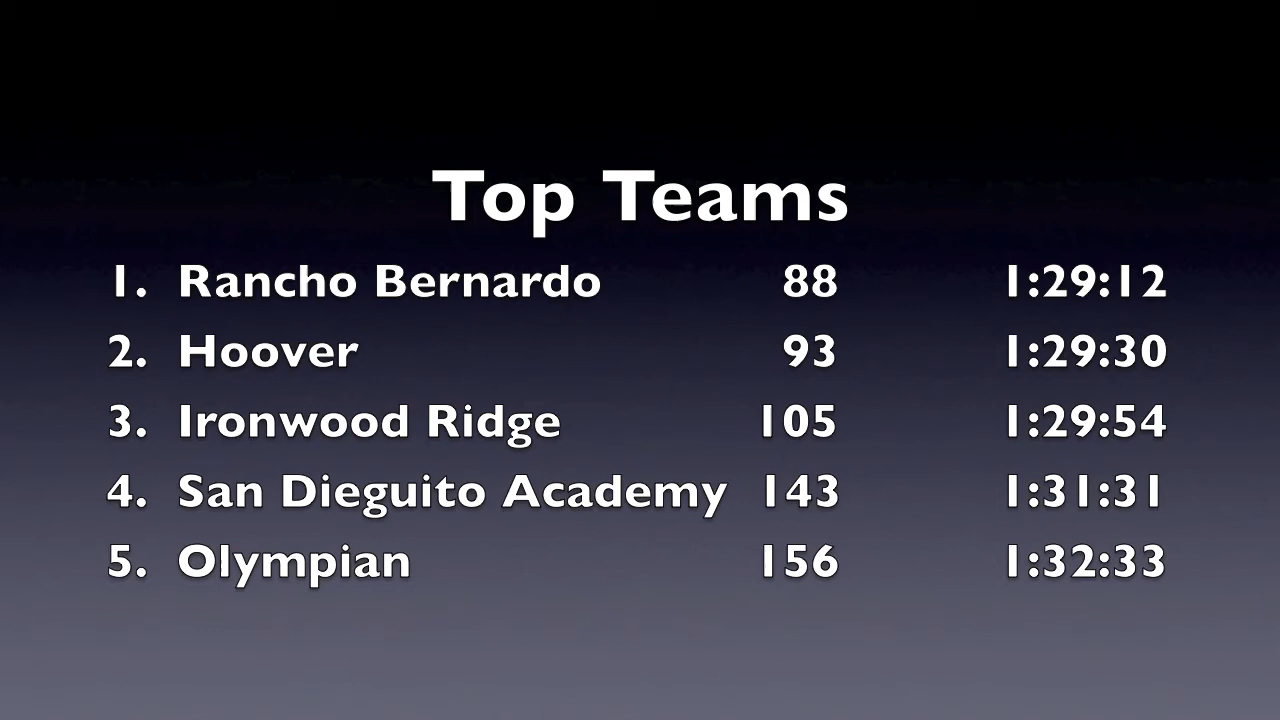 Top Teams
1. Rancho Bernardo 88 1:29:12
2. Hoover 93 1:29:30
3. Ironwood Ridge 105 1:29:54
4. San Dieguito Academy 143 1:31:31
5. Olympian 156 1:32:33